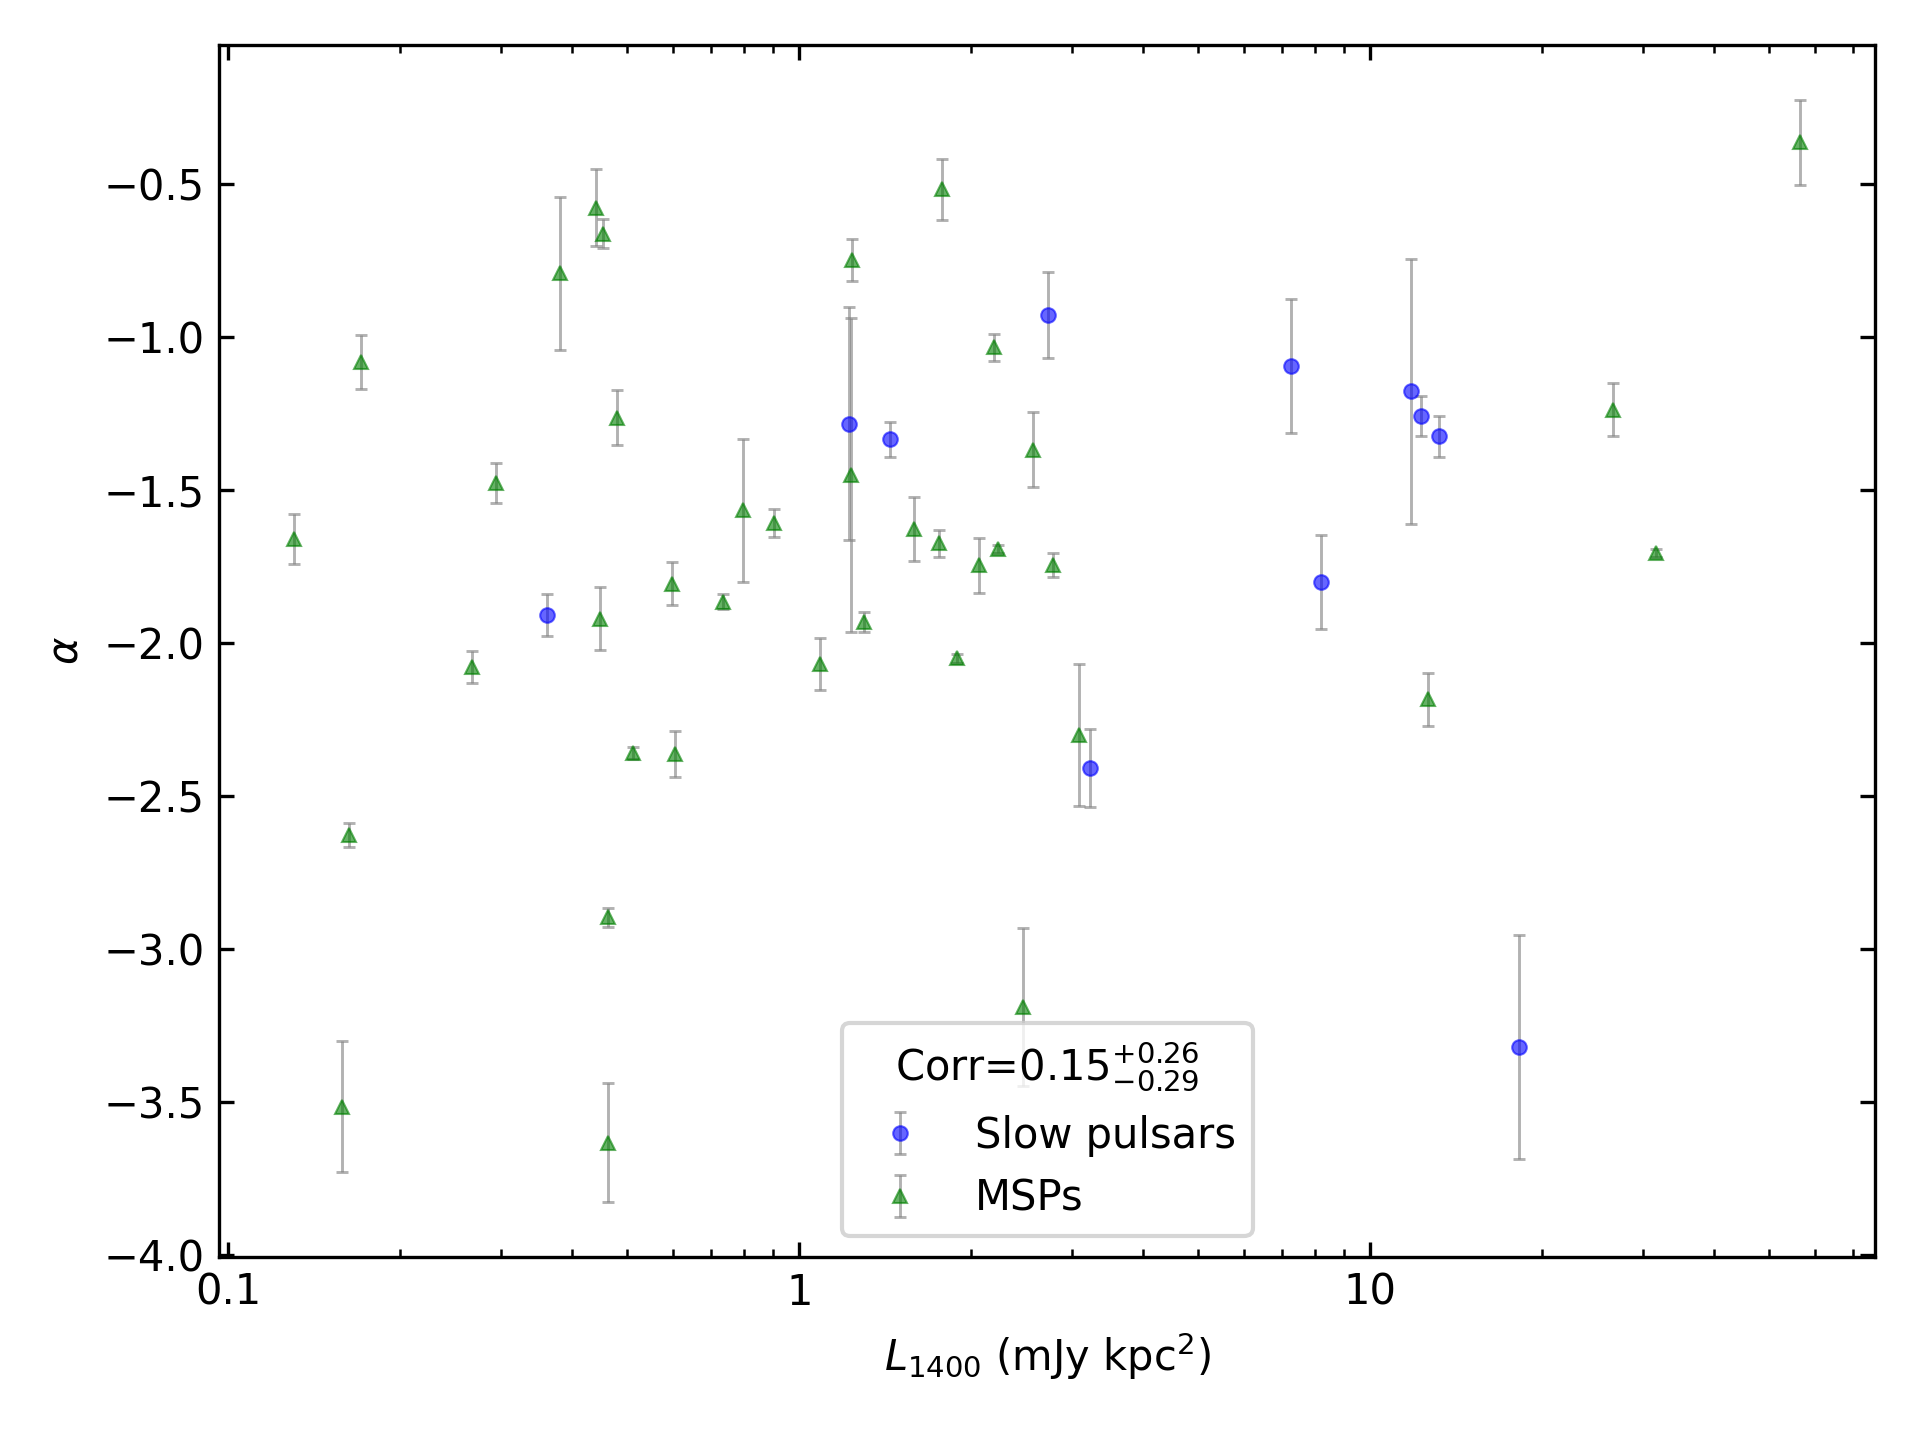 −0.5
−1.0
−1.5
−2.0
−2.5
−3.0
−3.5
−4.0
α
Corr=0.15+0.26−0.29
Slow pulsars
MSPs
0.1 1 10
L1400 (mJy kpc²)